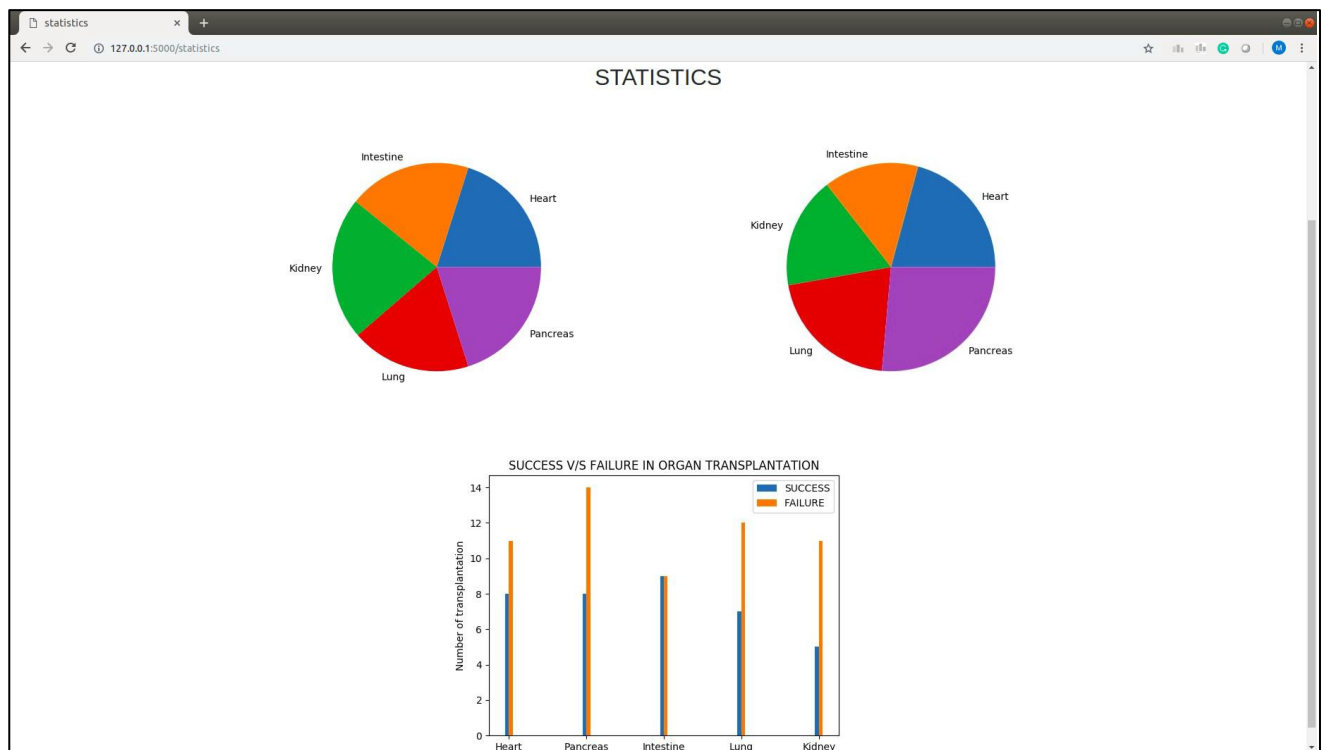 statistics
127.0.0.1:5000/statistics
M
STATISTICS
Intestine
Heart
Kidney
Pancreas
Lung
Intestine
Heart
Kidney
Lung
Pancreas
SUCCESS V/S FAILURE IN ORGAN TRANSPLANTATION
SUCCESS
FAILURE
Number of transplantation
14
12
10
8
6
4
2
0
Heart Pancreas Intestine Lung Kidney